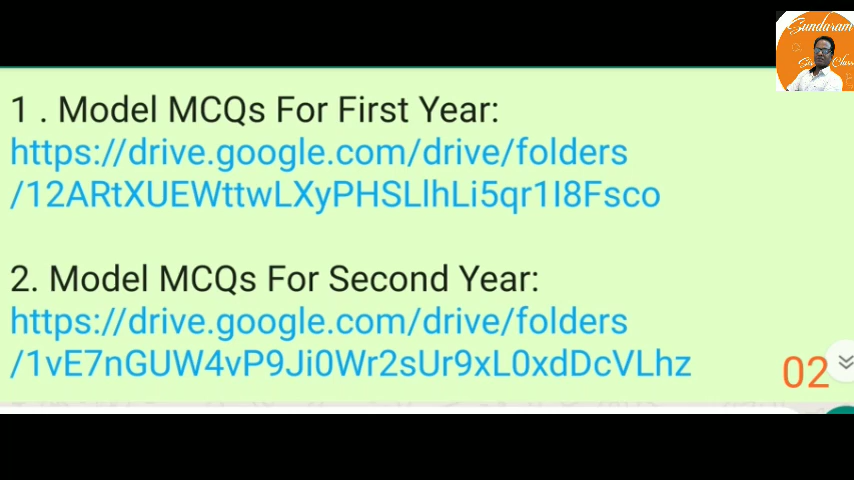 Sundaram
1 . Model MCQs For First Year:
https://drive.google.com/drive/folders
/12ARtXUEWttwLXyPHSLlhLi5qr1I8Fsco
2. Model MCQs For Second Year:
https://drive.google.com/drive/folders
/1vE7nGUW4vP9Ji0Wr2sUr9xL0xdDcVLhz
02